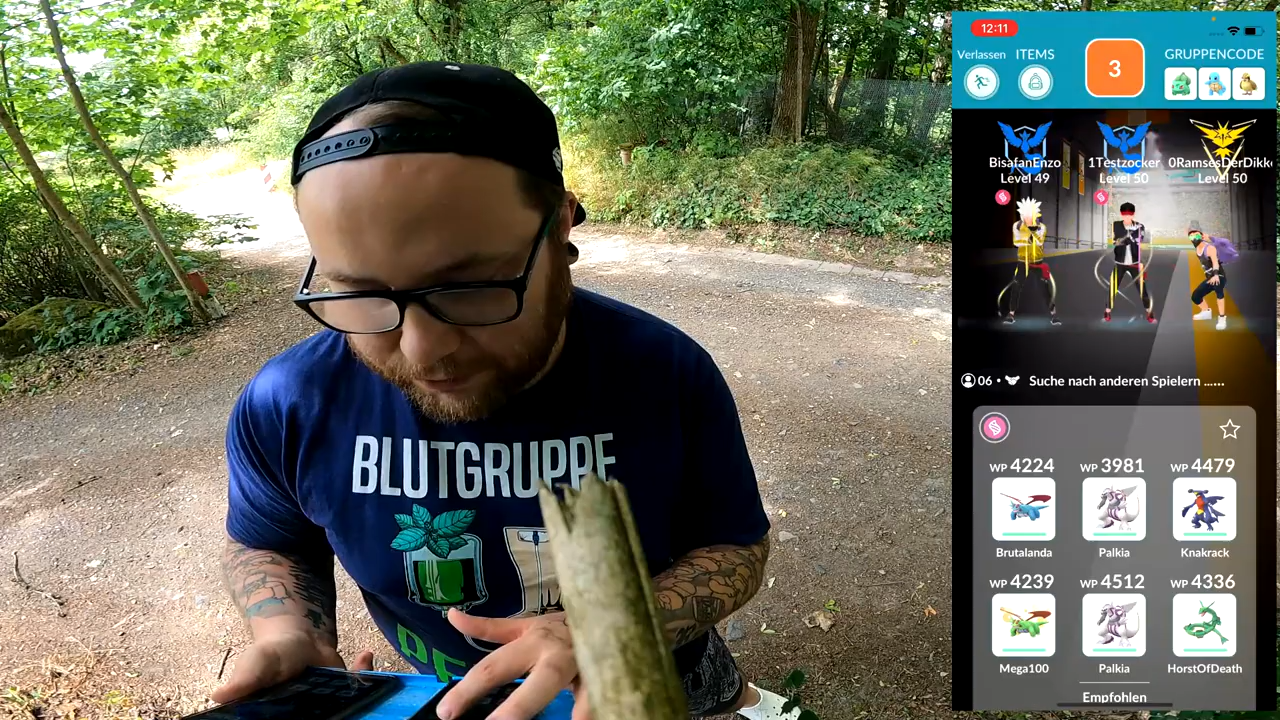 12:11
Verlassen
ITEMS
3
GRUPPENCODE
BisafanEnzo
Level 49
1Testzocker
Level 50
0RamsesDerDikk
Level 50
06 • Suche nach anderen Spielern ......
WP 4224
WP 3981
WP 4479
Brutalanda
Palkia
Knakrack
WP 4239
WP 4512
WP 4336
Mega100
Palkia
HorstOfDeath
Empfohlen
BLUTGRUPPE